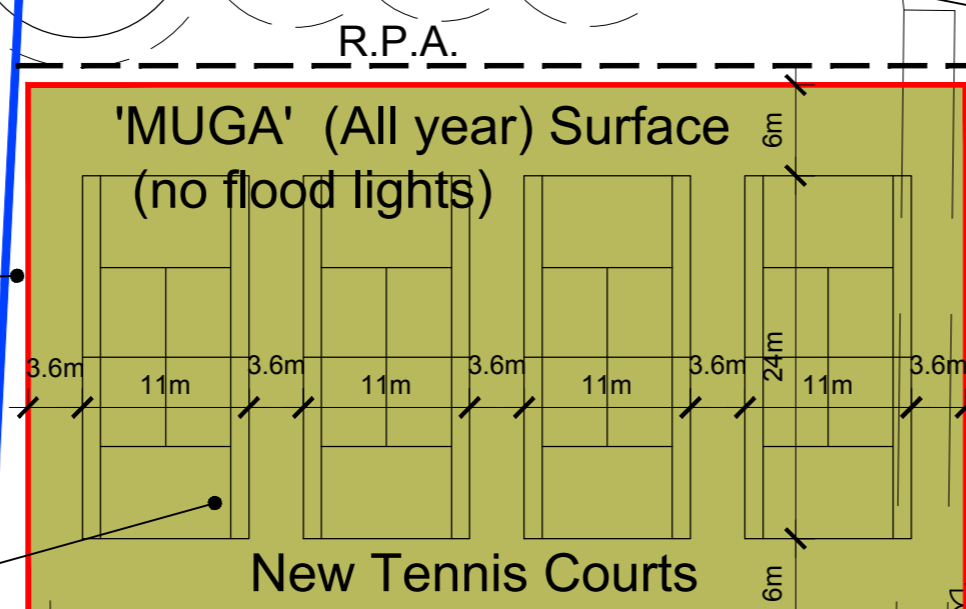 R.P.A.
'MUGA' (All year) Surface
(no flood lights)
6m
3.6m
11m
3.6m
11m
3.6m
11m
3.6m
24m
11m
3.6m
New Tennis Courts
6m